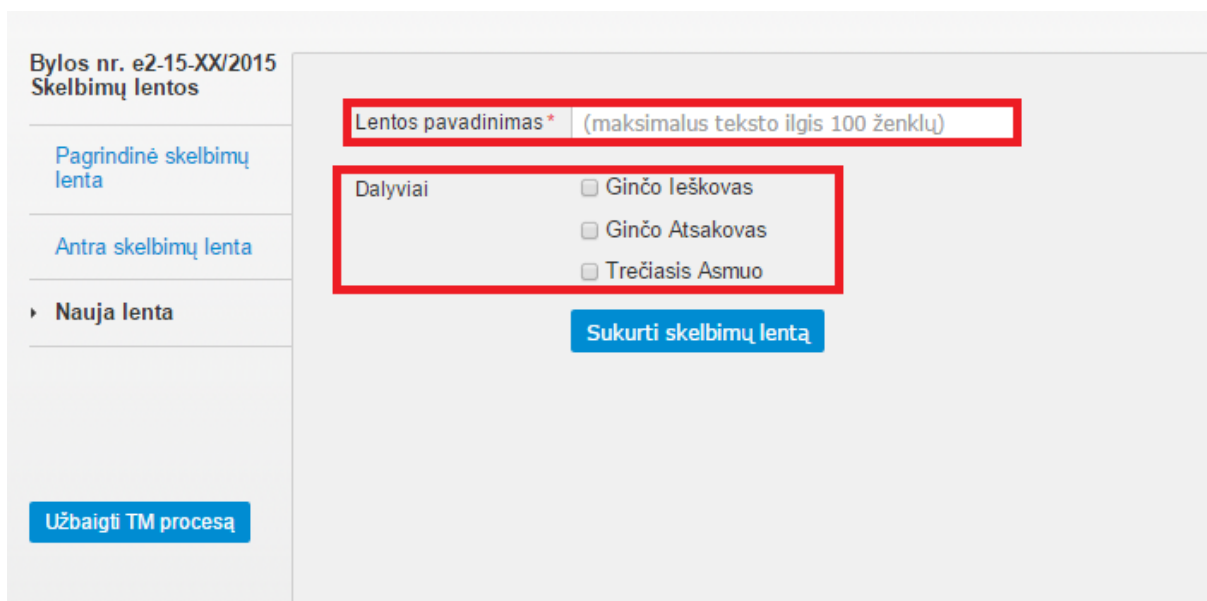 Bylos nr. e2-15-XX/2015
Skelbimų lentos
Pagrindinė skelbimų
lenta
Antra skelbimų lenta
Nauja lenta
Užbaigti TM procesą
Lentos pavadinimas* (maksimalus teksto ilgis 100 ženklų)
Dalyviai Ginčo Ieškovas
Ginčo Atsakovas
Trečiasis Asmuo
Sukurti skelbimų lentą